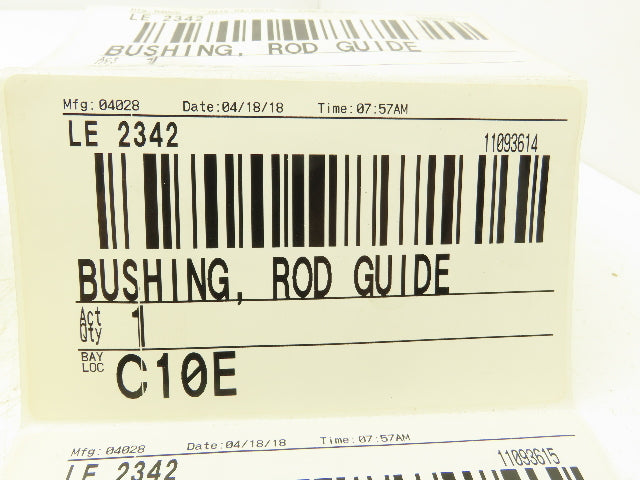 LE 2342
BUSHING, ROD GUIDE
1
Mfg: 04028 Date: 04/18/18 Time: 07:57AM
LE 2342 11093614
BUSHING, ROD GUIDE
Act Qty 1
BAY LOC C10E
Mfg: 04028 Date: 04/18/18 Time: 07:57AM
LE 2342 11093615